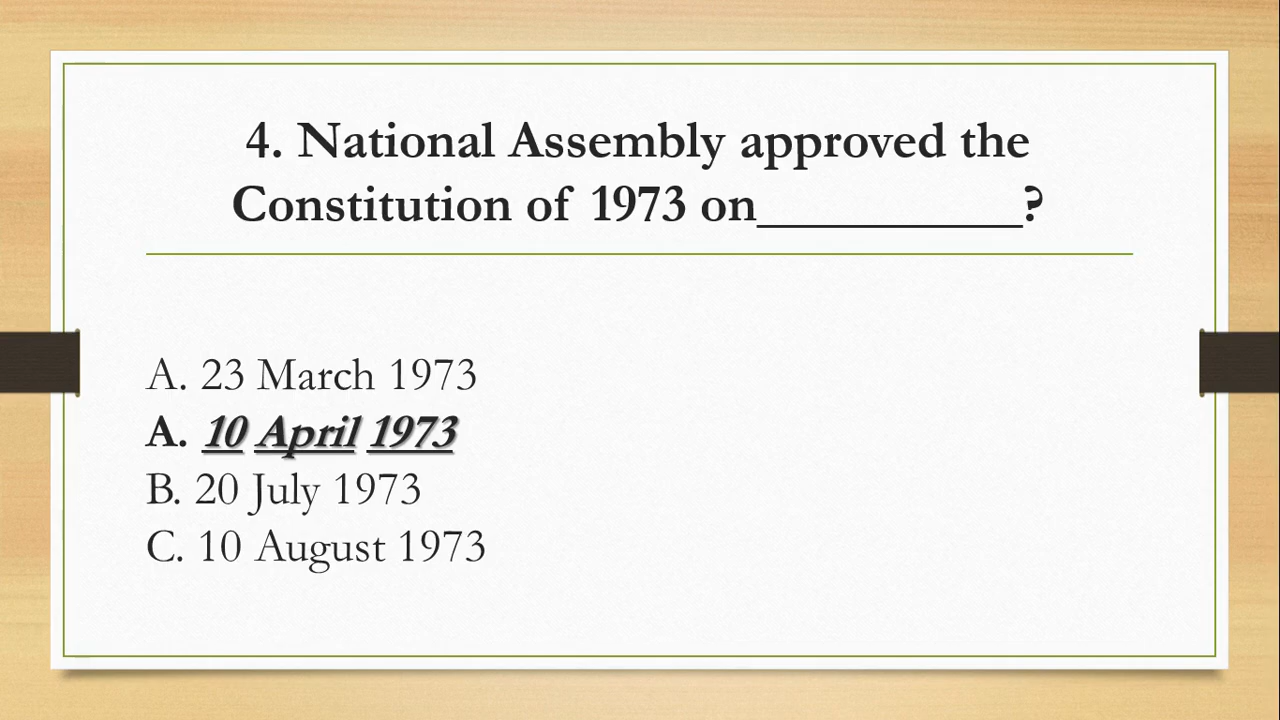 4. National Assembly approved the
Constitution of 1973 on__________?
A. 23 March 1973
A. 10 April 1973
B. 20 July 1973
C. 10 August 1973